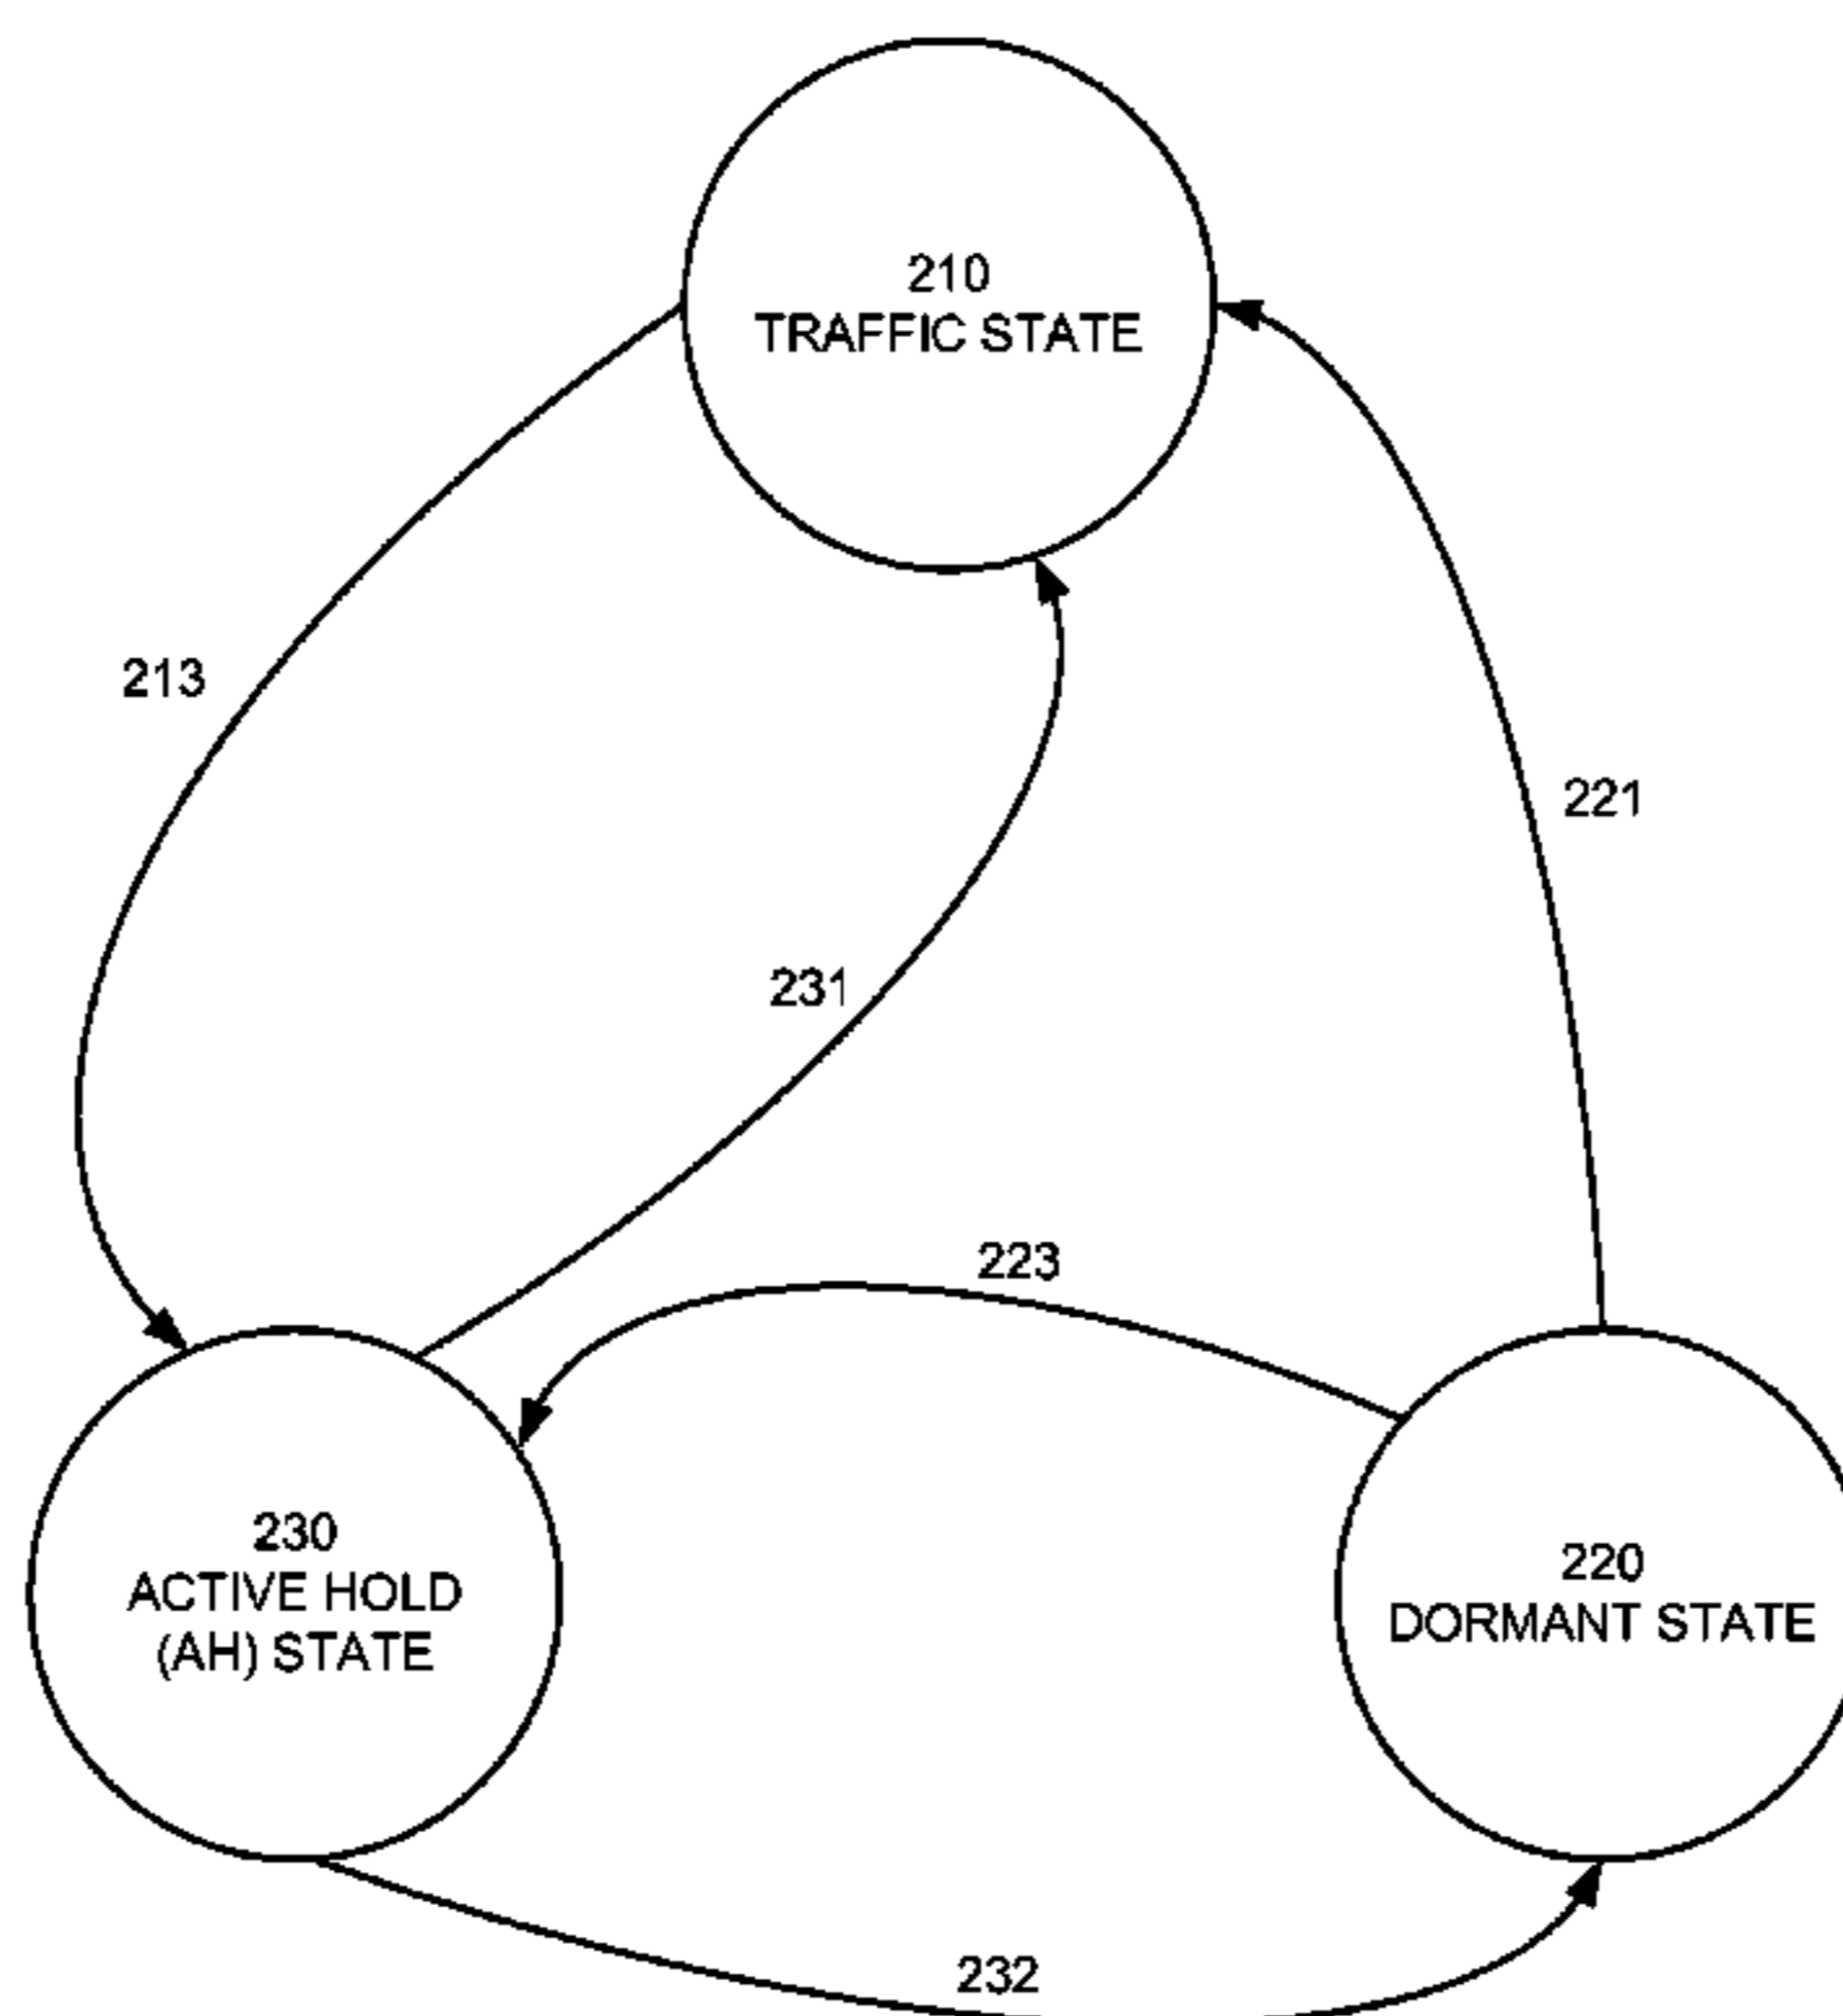 210
TRAFFIC STATE
213
221
231
223
230
ACTIVE HOLD
(AH) STATE
220
DORMANT STATE
232